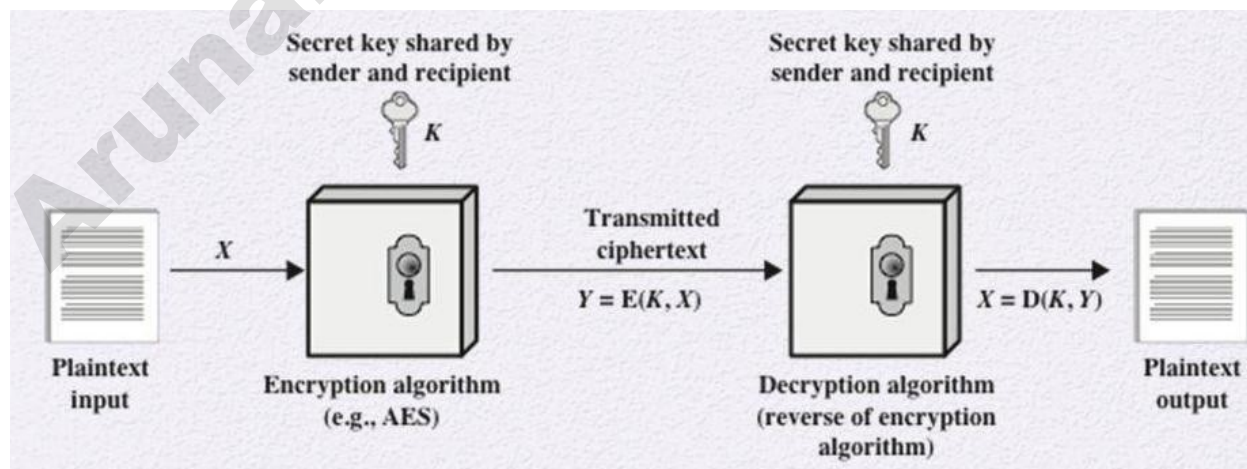 Secret key shared by
sender and recipient
K
Secret key shared by
sender and recipient
K
X
Transmitted
ciphertext
Y = E(K, X)
X = D(K, Y)
Plaintext
input
Encryption algorithm
(e.g., AES)
Decryption algorithm
(reverse of encryption
algorithm)
Plaintext
output